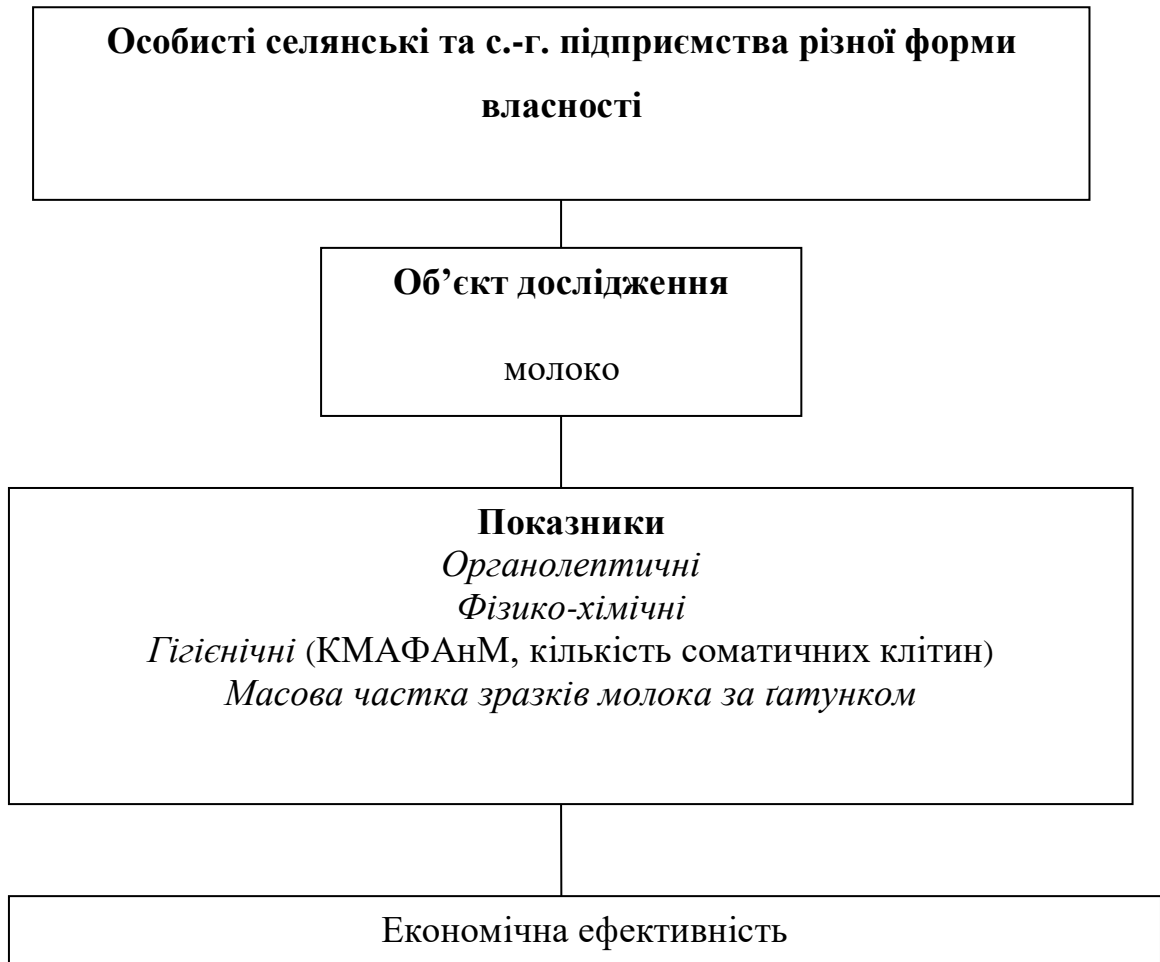 Особисті селянські та с.-г. підприємства різної форми
власності
Об’єкт дослідження
молоко
Показники
Органолептичні
Фізико-хімічні
Гігієнічні (КМАФАнМ, кількість соматичних клітин)
Масова частка зразків молока за ґатунком
Економічна ефективність